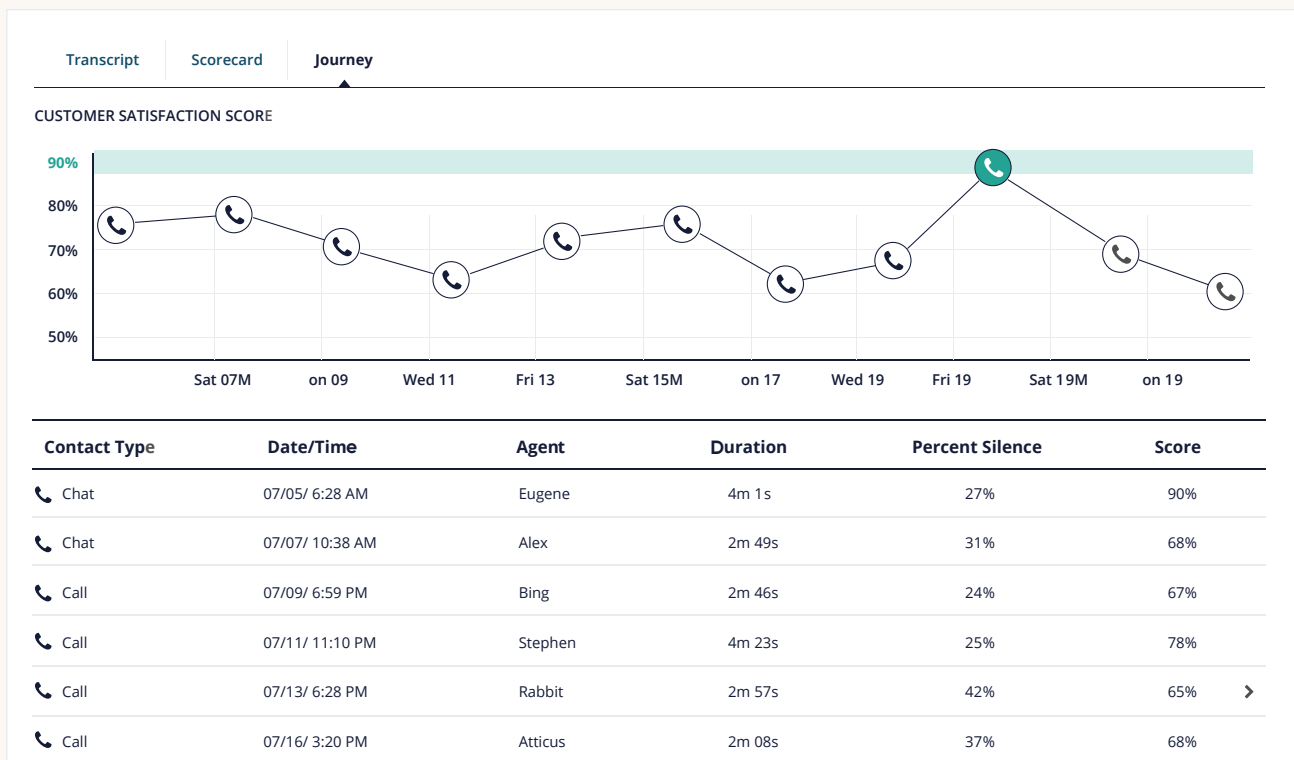 Transcript Scorecard Journey
CUSTOMER SATISFACTION SCORE
90%
80%
70%
60%
50%
Sat 07M on 09 Wed 11 Fri 13 Sat 15M on 17 Wed 19 Fri 19 Sat 19M on 19
Contact Type Date/Time Agent Duration Percent Silence Score
Chat 07/05/ 6:28 AM Eugene 4m 1s 27% 90%
Chat 07/07/ 10:38 AM Alex 2m 49s 31% 68%
Call 07/09/ 6:59 PM Bing 2m 46s 24% 67%
Call 07/11/ 11:10 PM Stephen 4m 23s 25% 78%
Call 07/13/ 6:28 PM Rabbit 2m 57s 42% 65%
Call 07/16/ 3:20 PM Atticus 2m 08s 37% 68%